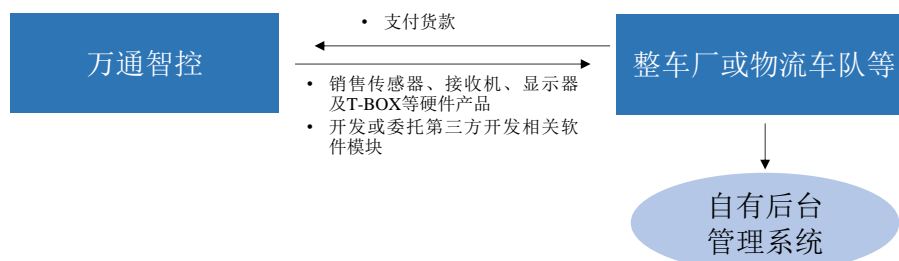 • 支付货款
万通智控
整车厂或物流车队等
• 销售传感器、接收机、显示器
及T-BOX等硬件产品
• 开发或委托第三方开发相关软
件模块
自有后台
管理系统